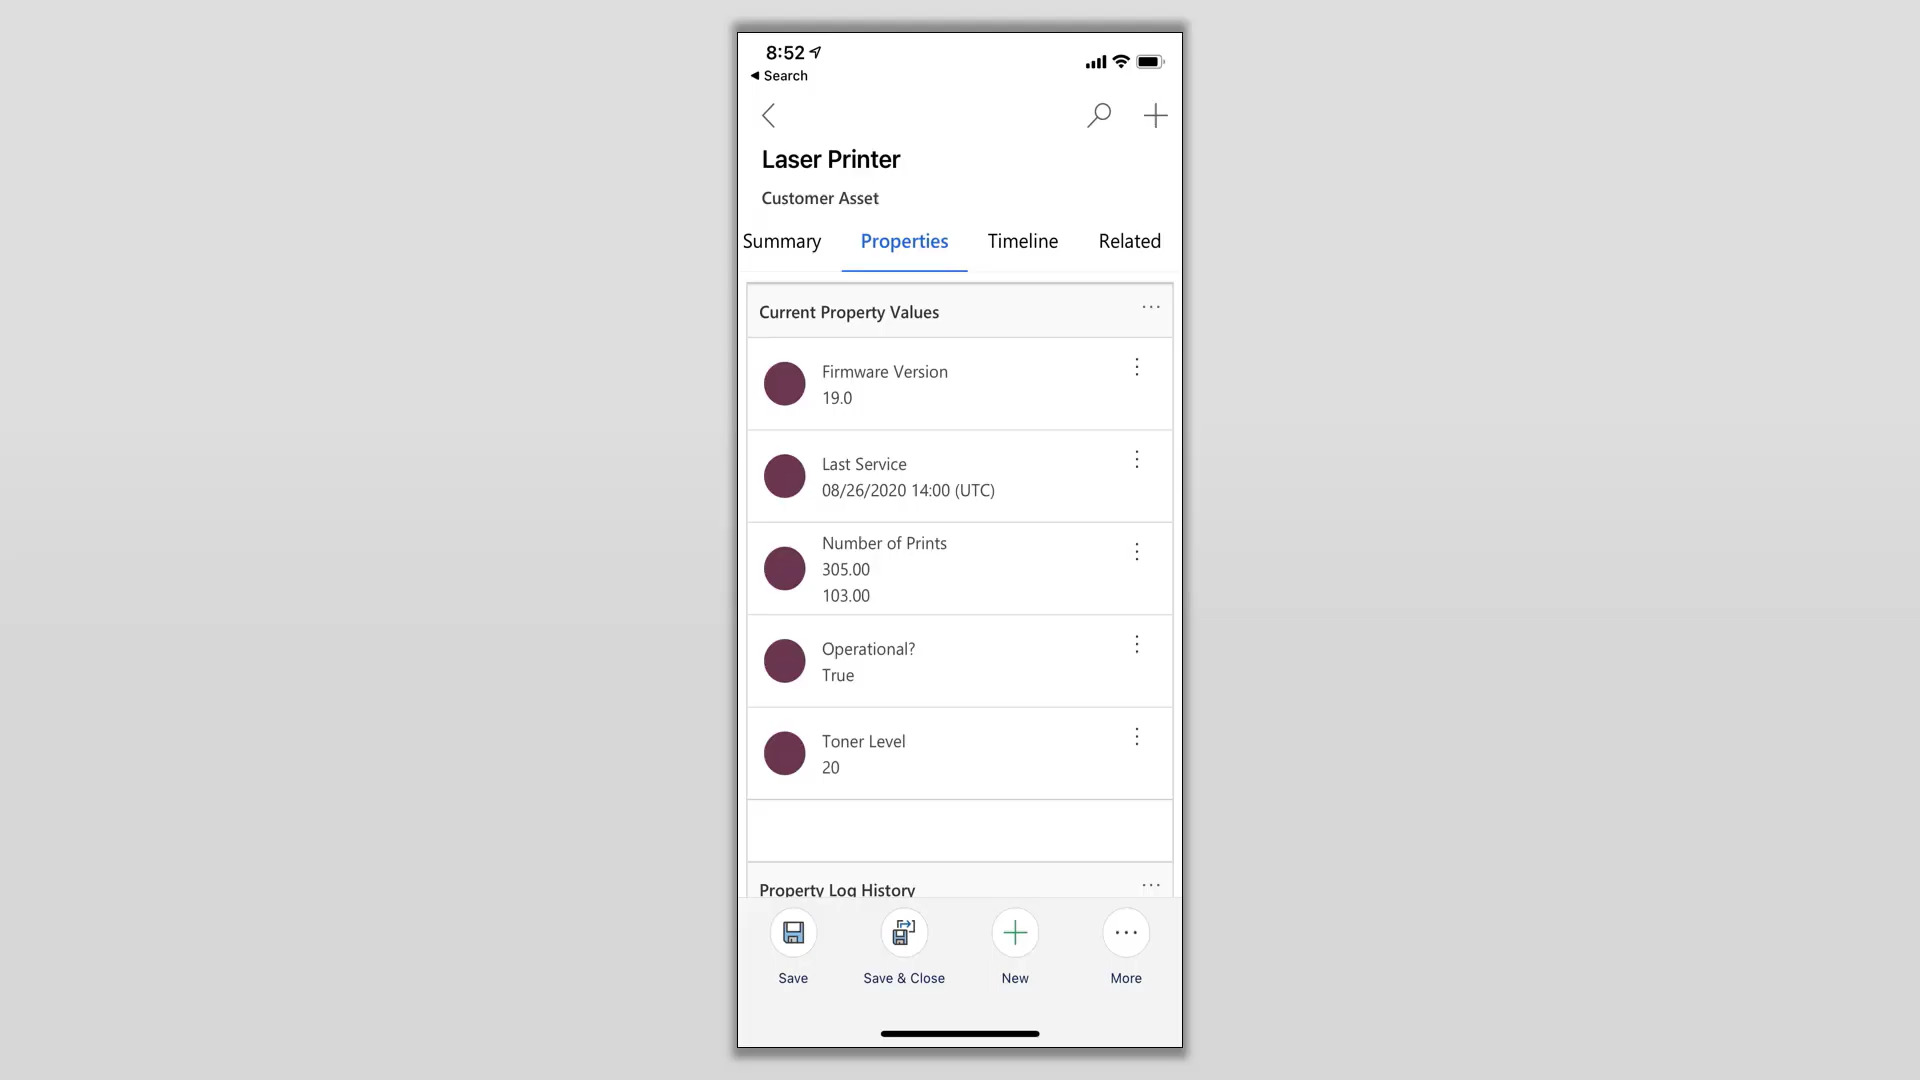 8:52
Search
Laser Printer
Customer Asset
Summary Properties Timeline Related
Current Property Values
Firmware Version
19.0
Last Service
08/26/2020 14:00 (UTC)
Number of Prints
305.00
103.00
Operational?
True
Toner Level
20
Property Log History
Save Save & Close New More